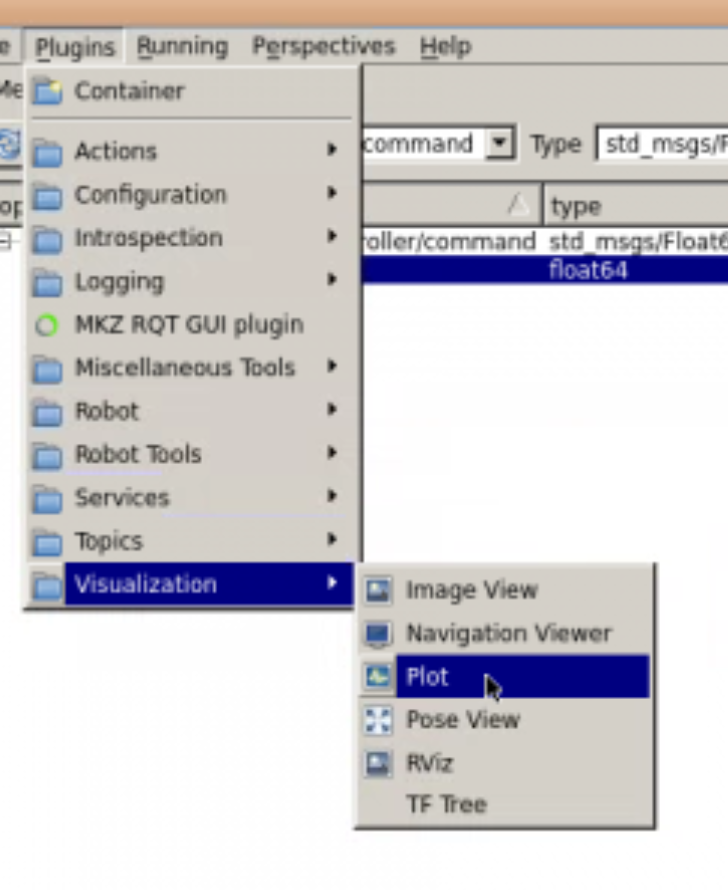 Plugins Running Perspectives Help
Container
Actions
command Type std_msgs/F
Configuration
type
Introspection
roller/command std_msgs/Float6
Logging
float64
MKZ RQT GUI plugin
Miscellaneous Tools
Robot
Robot Tools
Services
Topics
Visualization
Image View
Navigation Viewer
Plot
Pose View
RViz
TF Tree